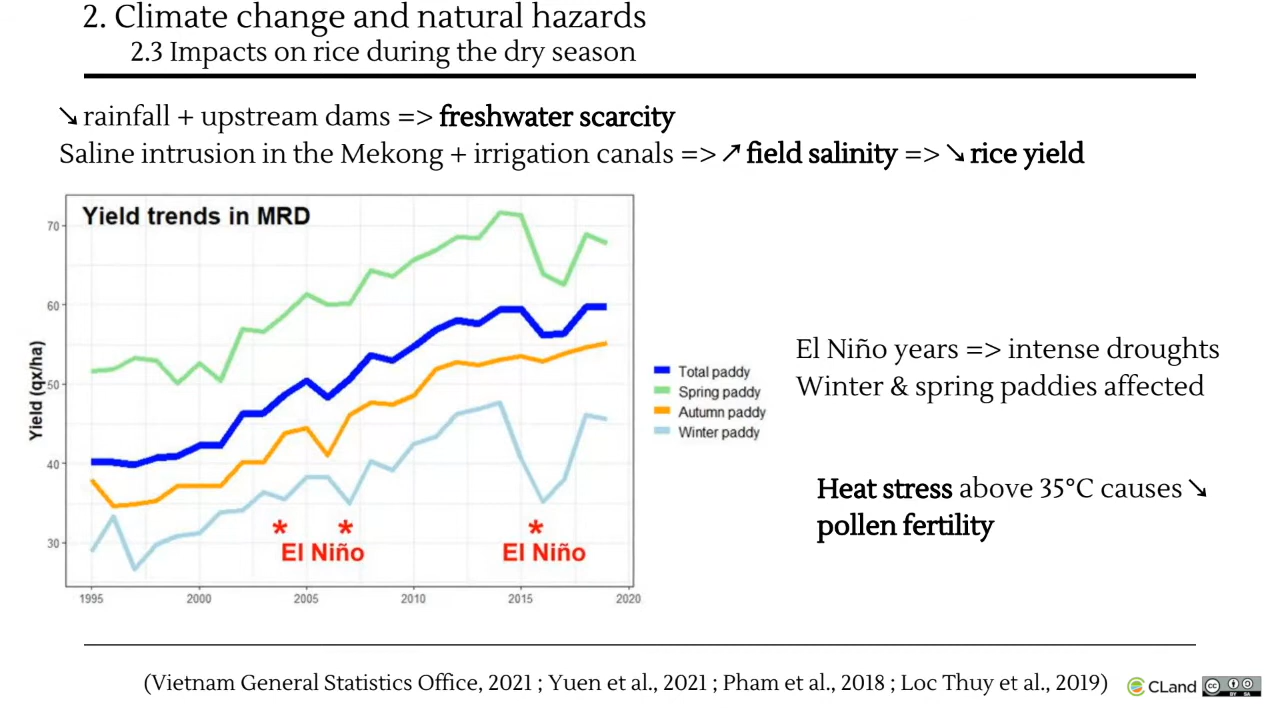 2. Climate change and natural hazards
2.3 Impacts on rice during the dry season
↘ rainfall + upstream dams => freshwater scarcity
Saline intrusion in the Mekong + irrigation canals => ↗ field salinity => ↘ rice yield
Yield trends in MRD
70
60
50
40
30
Yield (qx/ha)
1995 2000 2005 2010 2015 2020
* * *
El Niño El Niño
Total paddy
Spring paddy
Autumn paddy
Winter paddy
El Niño years => intense droughts
Winter & spring paddies affected
Heat stress above 35°C causes ↘
pollen fertility
(Vietnam General Statistics Office, 2021 ; Yuen et al., 2021 ; Pham et al., 2018 ; Loc Thuy et al., 2019)
CLand
cc BY SA